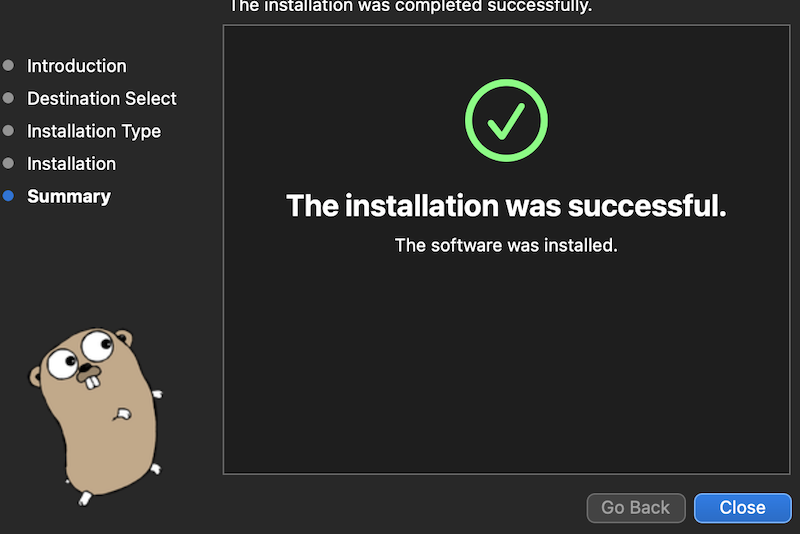 The installation was completed successfully.
Introduction
Destination Select
Installation Type
Installation
Summary
The installation was successful.
The software was installed.
Go Back
Close